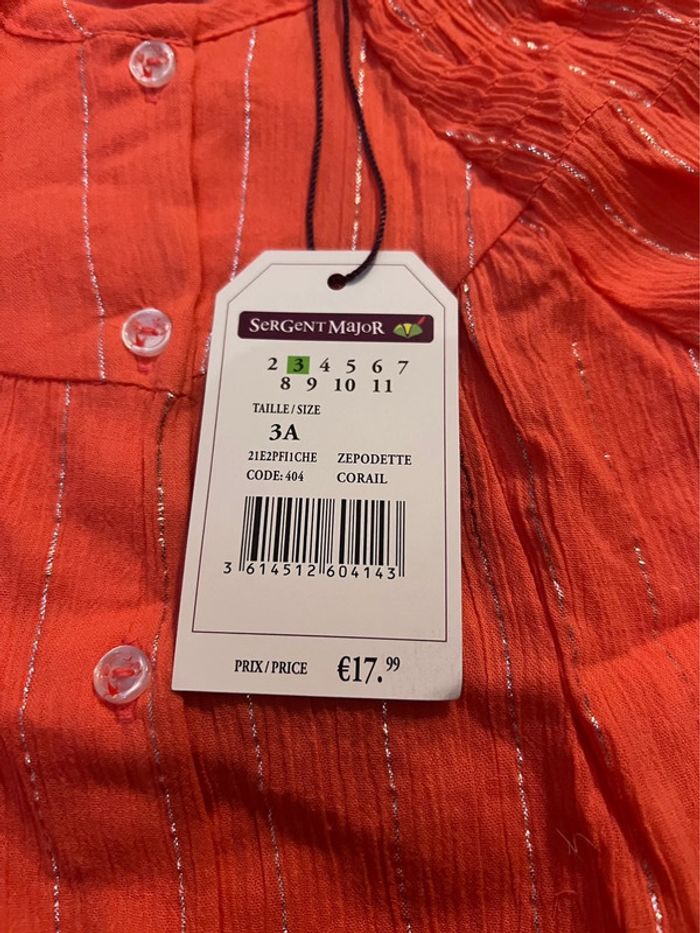 SerGent MajoR
2 3 4 5 6 7
8 9 10 11
TAILLE/SIZE
3A
21E2PFI1CHE ZEPODETTE
CODE: 404 CORAIL
3 614512 604143
PRIX/PRICE €17.99